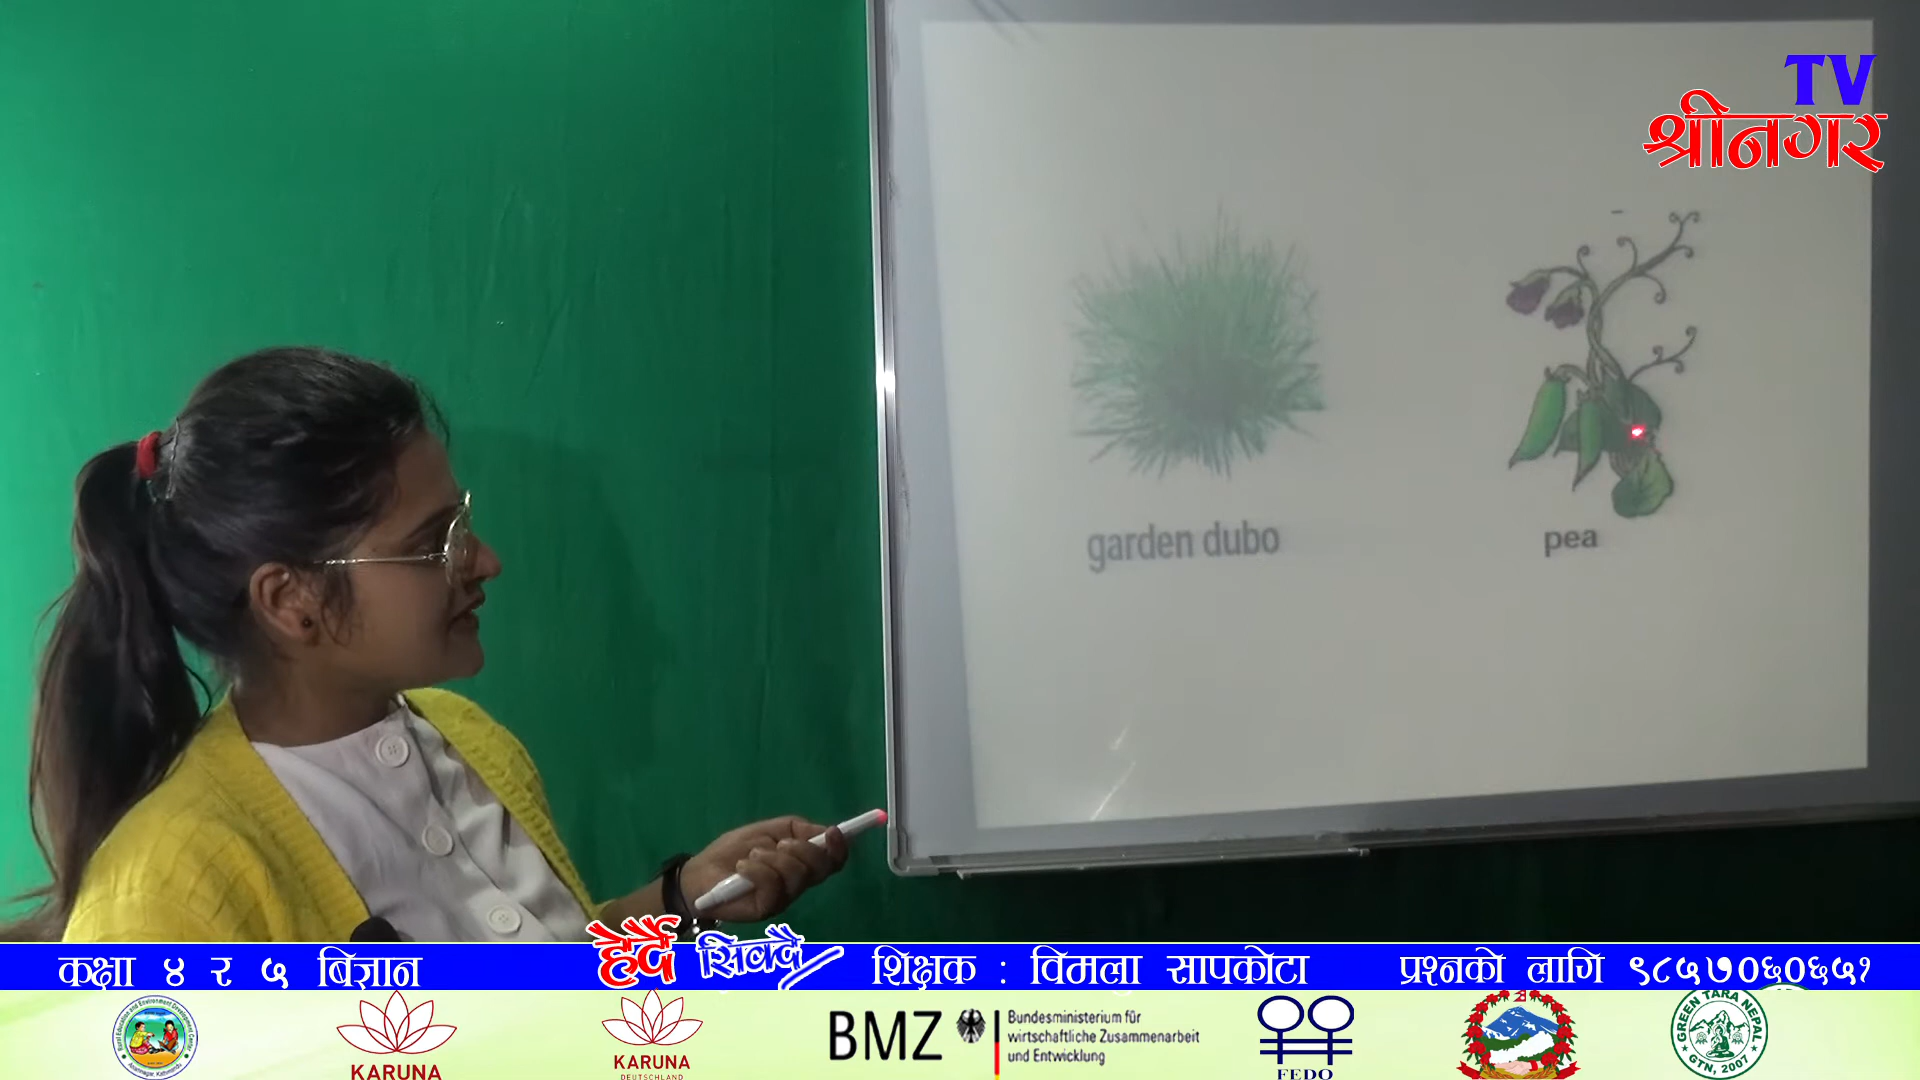 TV
श्रीनगर
garden dubo
pea
हेर्दै सिक्दै
कक्षा ४ र ५ बिज्ञान
शिक्षक : विमला सापकोटा
प्रश्नको लागि ९८५७०६०६५१
KARUNA
KARUNA
DEUTSCHLAND
BMZ
Bundesministerium für
wirtschaftliche Zusammenarbeit
und Entwicklung
FEDO
GREEN TARA NEPAL
GTN, 2007